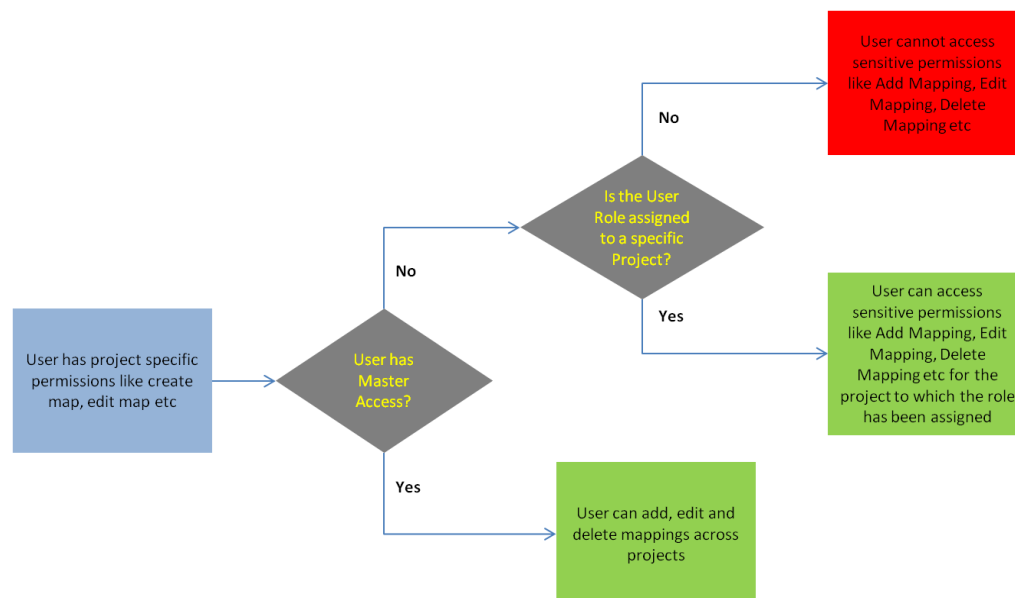 User cannot access
sensitive permissions
like Add Mapping, Edit
Mapping, Delete
Mapping etc
No
Is the User
Role assigned
to a specific
Project?
No
Yes
User can access
sensitive permissions
like Add Mapping, Edit
Mapping, Delete
Mapping etc for the
project to which the role
has been assigned
User has project specific
permissions like create
map, edit map etc
User has
Master
Access?
Yes
User can add, edit and
delete mappings across
projects